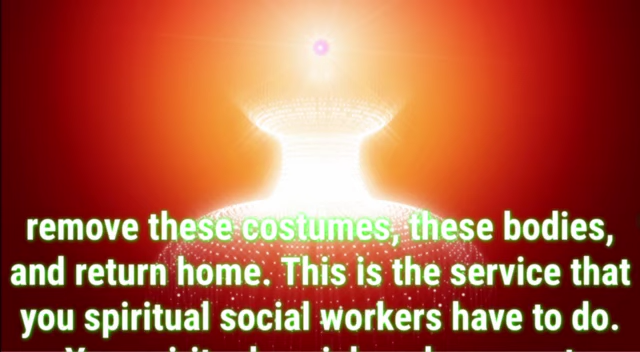 remove these costumes, these bodies,
and return home. This is the service that
you spiritual social workers have to do.